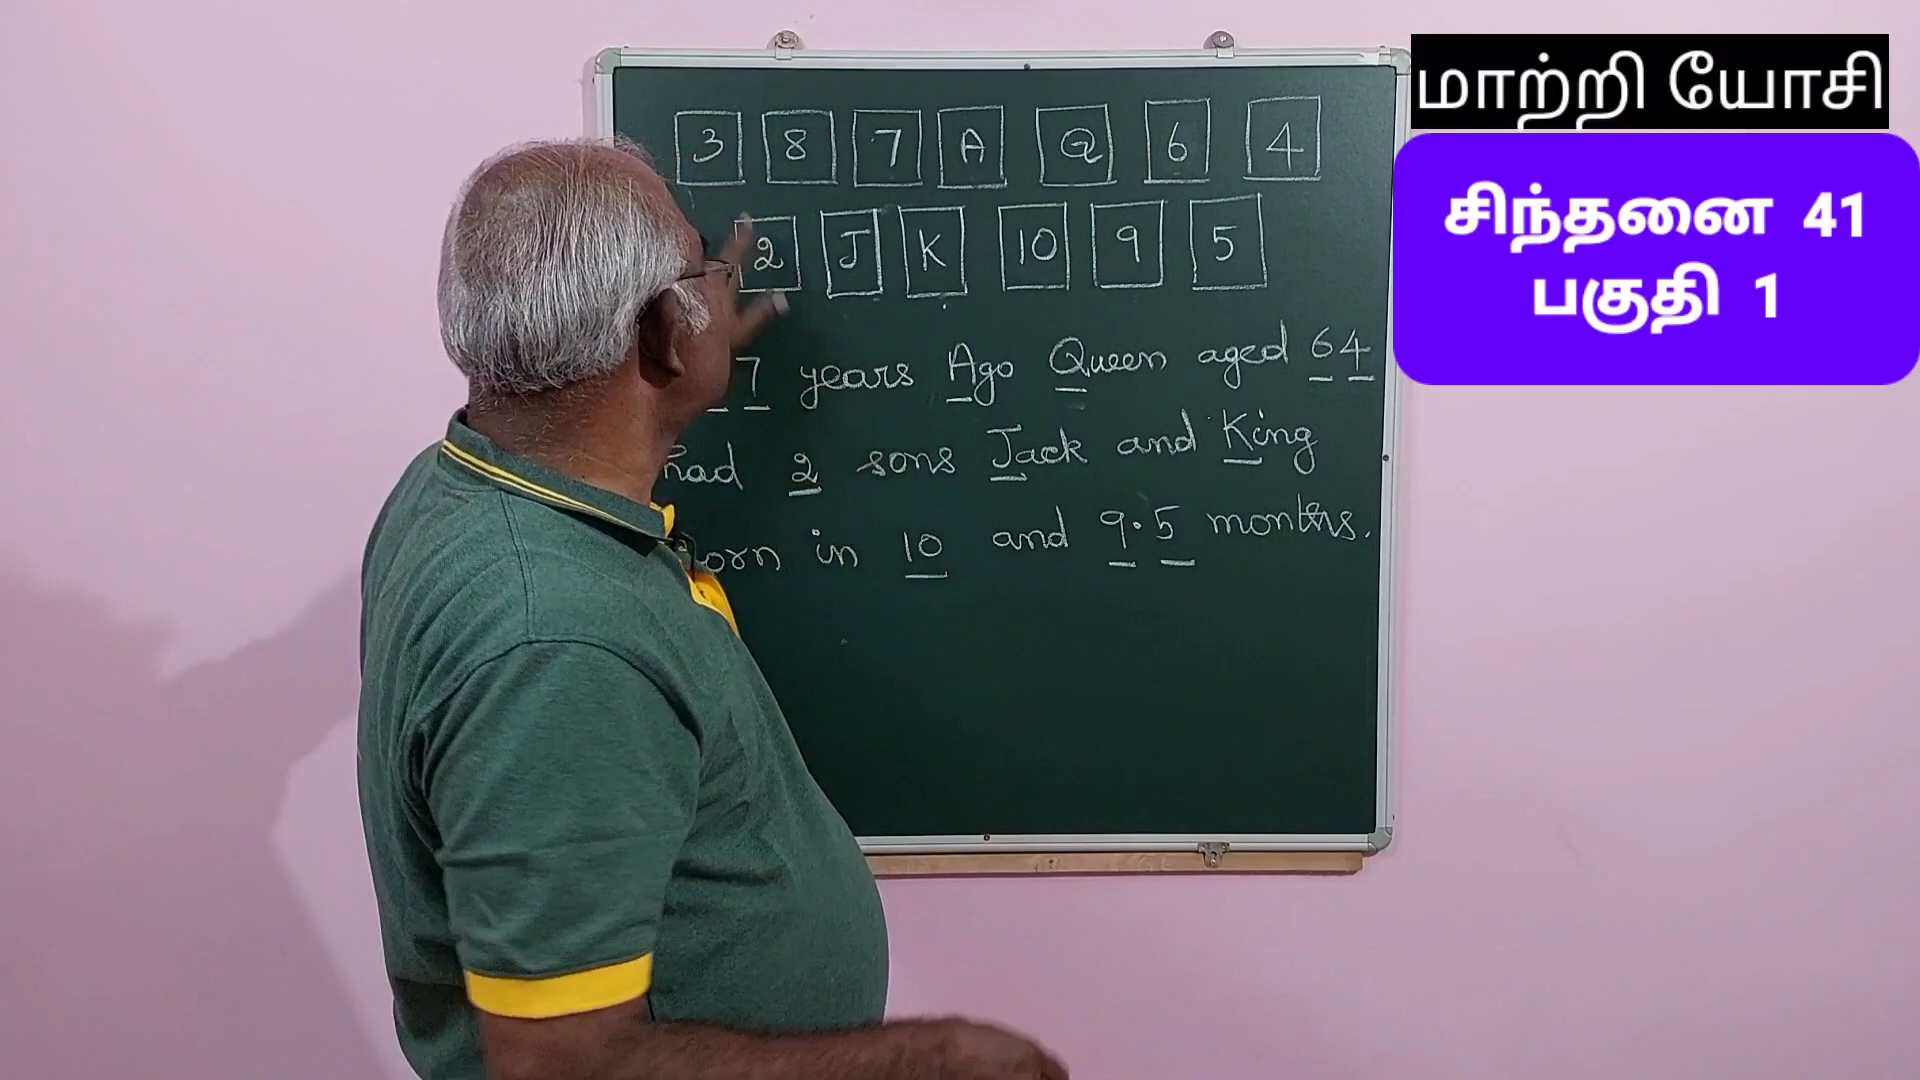 மாற்றி யோசி
சிந்தனை 41
பகுதி 1
3 8 7 A Q 6 4
2 J K 10 9 5
7 years Ago Queen aged 64
had 2 sons Jack and King
in 10 and 9.5 months.